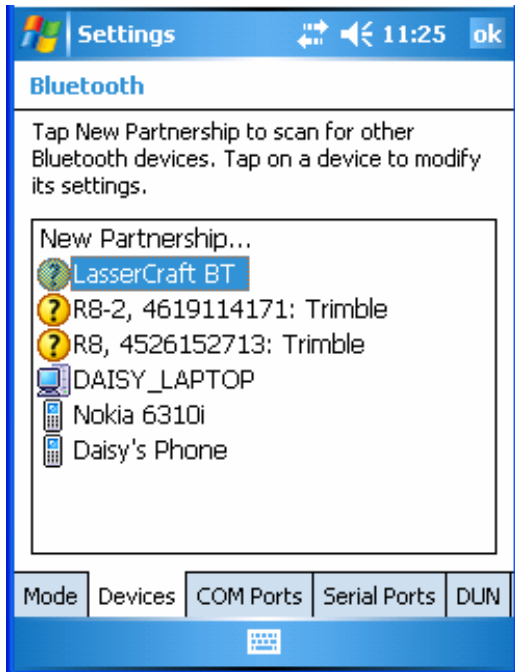 Settings 11:25 ok
Bluetooth
Tap New Partnership to scan for other
Bluetooth devices. Tap on a device to modify
its settings.
New Partnership...
LasserCraft BT
R8-2, 4619114171: Trimble
R8, 4526152713: Trimble
DAISY_LAPTOP
Nokia 6310i
Daisy's Phone
Mode Devices COM Ports Serial Ports DUN